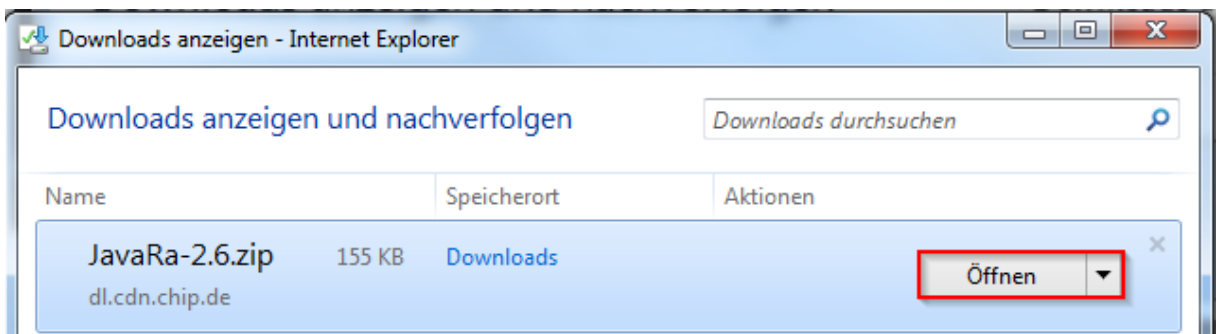 Downloads anzeigen - Internet Explorer
Downloads anzeigen und nachverfolgen
Downloads durchsuchen
Name Speicherort Aktionen
JavaRa-2.6.zip 155 KB Downloads Öffnen
dl.cdn.chip.de